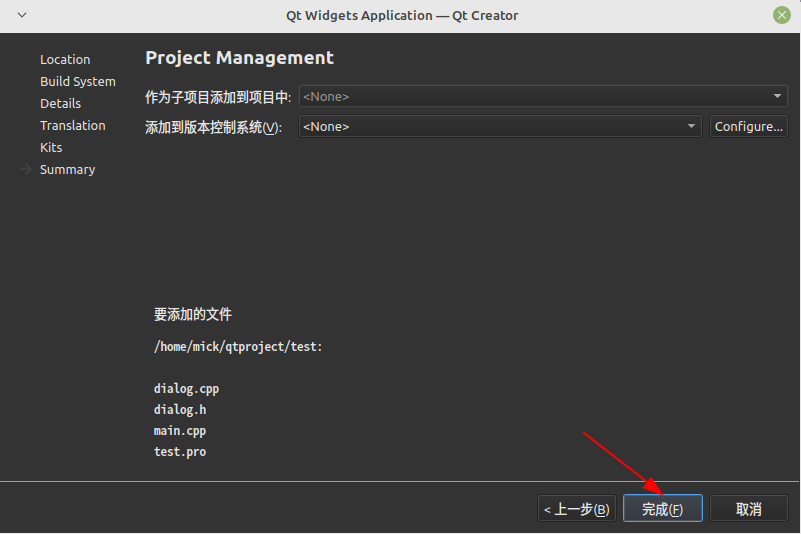 Qt Widgets Application — Qt Creator
Location
Build System
Details
Translation
Kits
Summary
Project Management
作为子项目添加到项目中: <None>
添加到版本控制系统(V): <None> Configure...
要添加的文件
/home/mick/qtproject/test:
dialog.cpp
dialog.h
main.cpp
test.pro
< 上一步(B) 完成(F) 取消